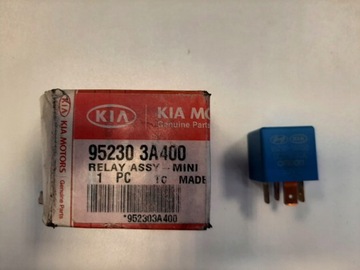 KIA
KIA MOTORS
Genuine Parts
KIA MOTORS
Genuine Parts
95230 3A400
RELAY ASSY-MINI
1 PC
MADE
*952303A400